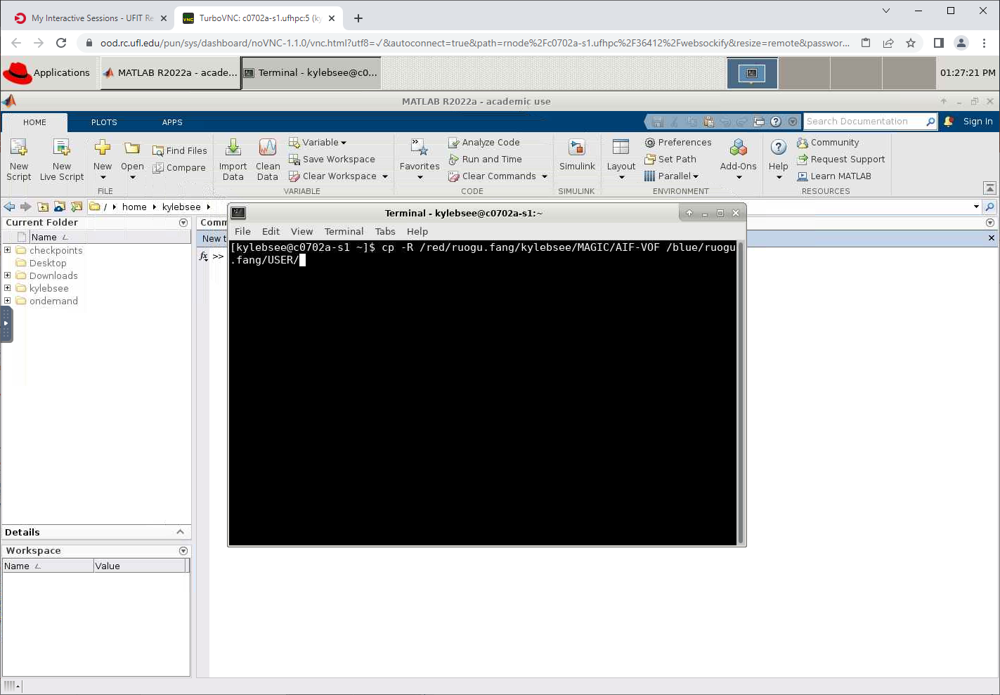 My Interactive Sessions - UFIT Re
TurboVNC: c0702a-s1.ufhpc:5 (ky
ood.rc.ufl.edu/pun/sys/dashboard/noVNC-1.1.0/vnc.html?utf8=✓&autoconnect=true&path=rnode%2Fc0702a-s1.ufhpc%2F36412%2Fwebsockify&resize=remote&passwor...
Applications
MATLAB R2022a - acade...
Terminal - kylebsee@c0...
01:27:21 PM
MATLAB R2022a - academic use
HOME
PLOTS
APPS
Search Documentation
Sign In
New Script
New Live Script
New
Open
Find Files
Compare
FILE
Import Data
Clean Data
Variable
Save Workspace
Clear Workspace
VARIABLE
Favorites
Analyze Code
Run and Time
Clear Commands
CODE
Simulink
SIMULINK
Layout
Preferences
Set Path
Parallel
Add-Ons
ENVIRONMENT
Help
Community
Request Support
Learn MATLAB
RESOURCES
/ home kylebsee
Current Folder
Name
checkpoints
Desktop
Downloads
kylebsee
ondemand
Comm
New t
fx >>
Terminal - kylebsee@c0702a-s1:~
File Edit View Terminal Tabs Help
[kylebsee@c0702a-s1 ~]$ cp -R /red/ruogu.fang/kylebsee/MAGIC/AIF-VOF /blue/ruogu
.fang/USER/
Details
Workspace
Name
Value